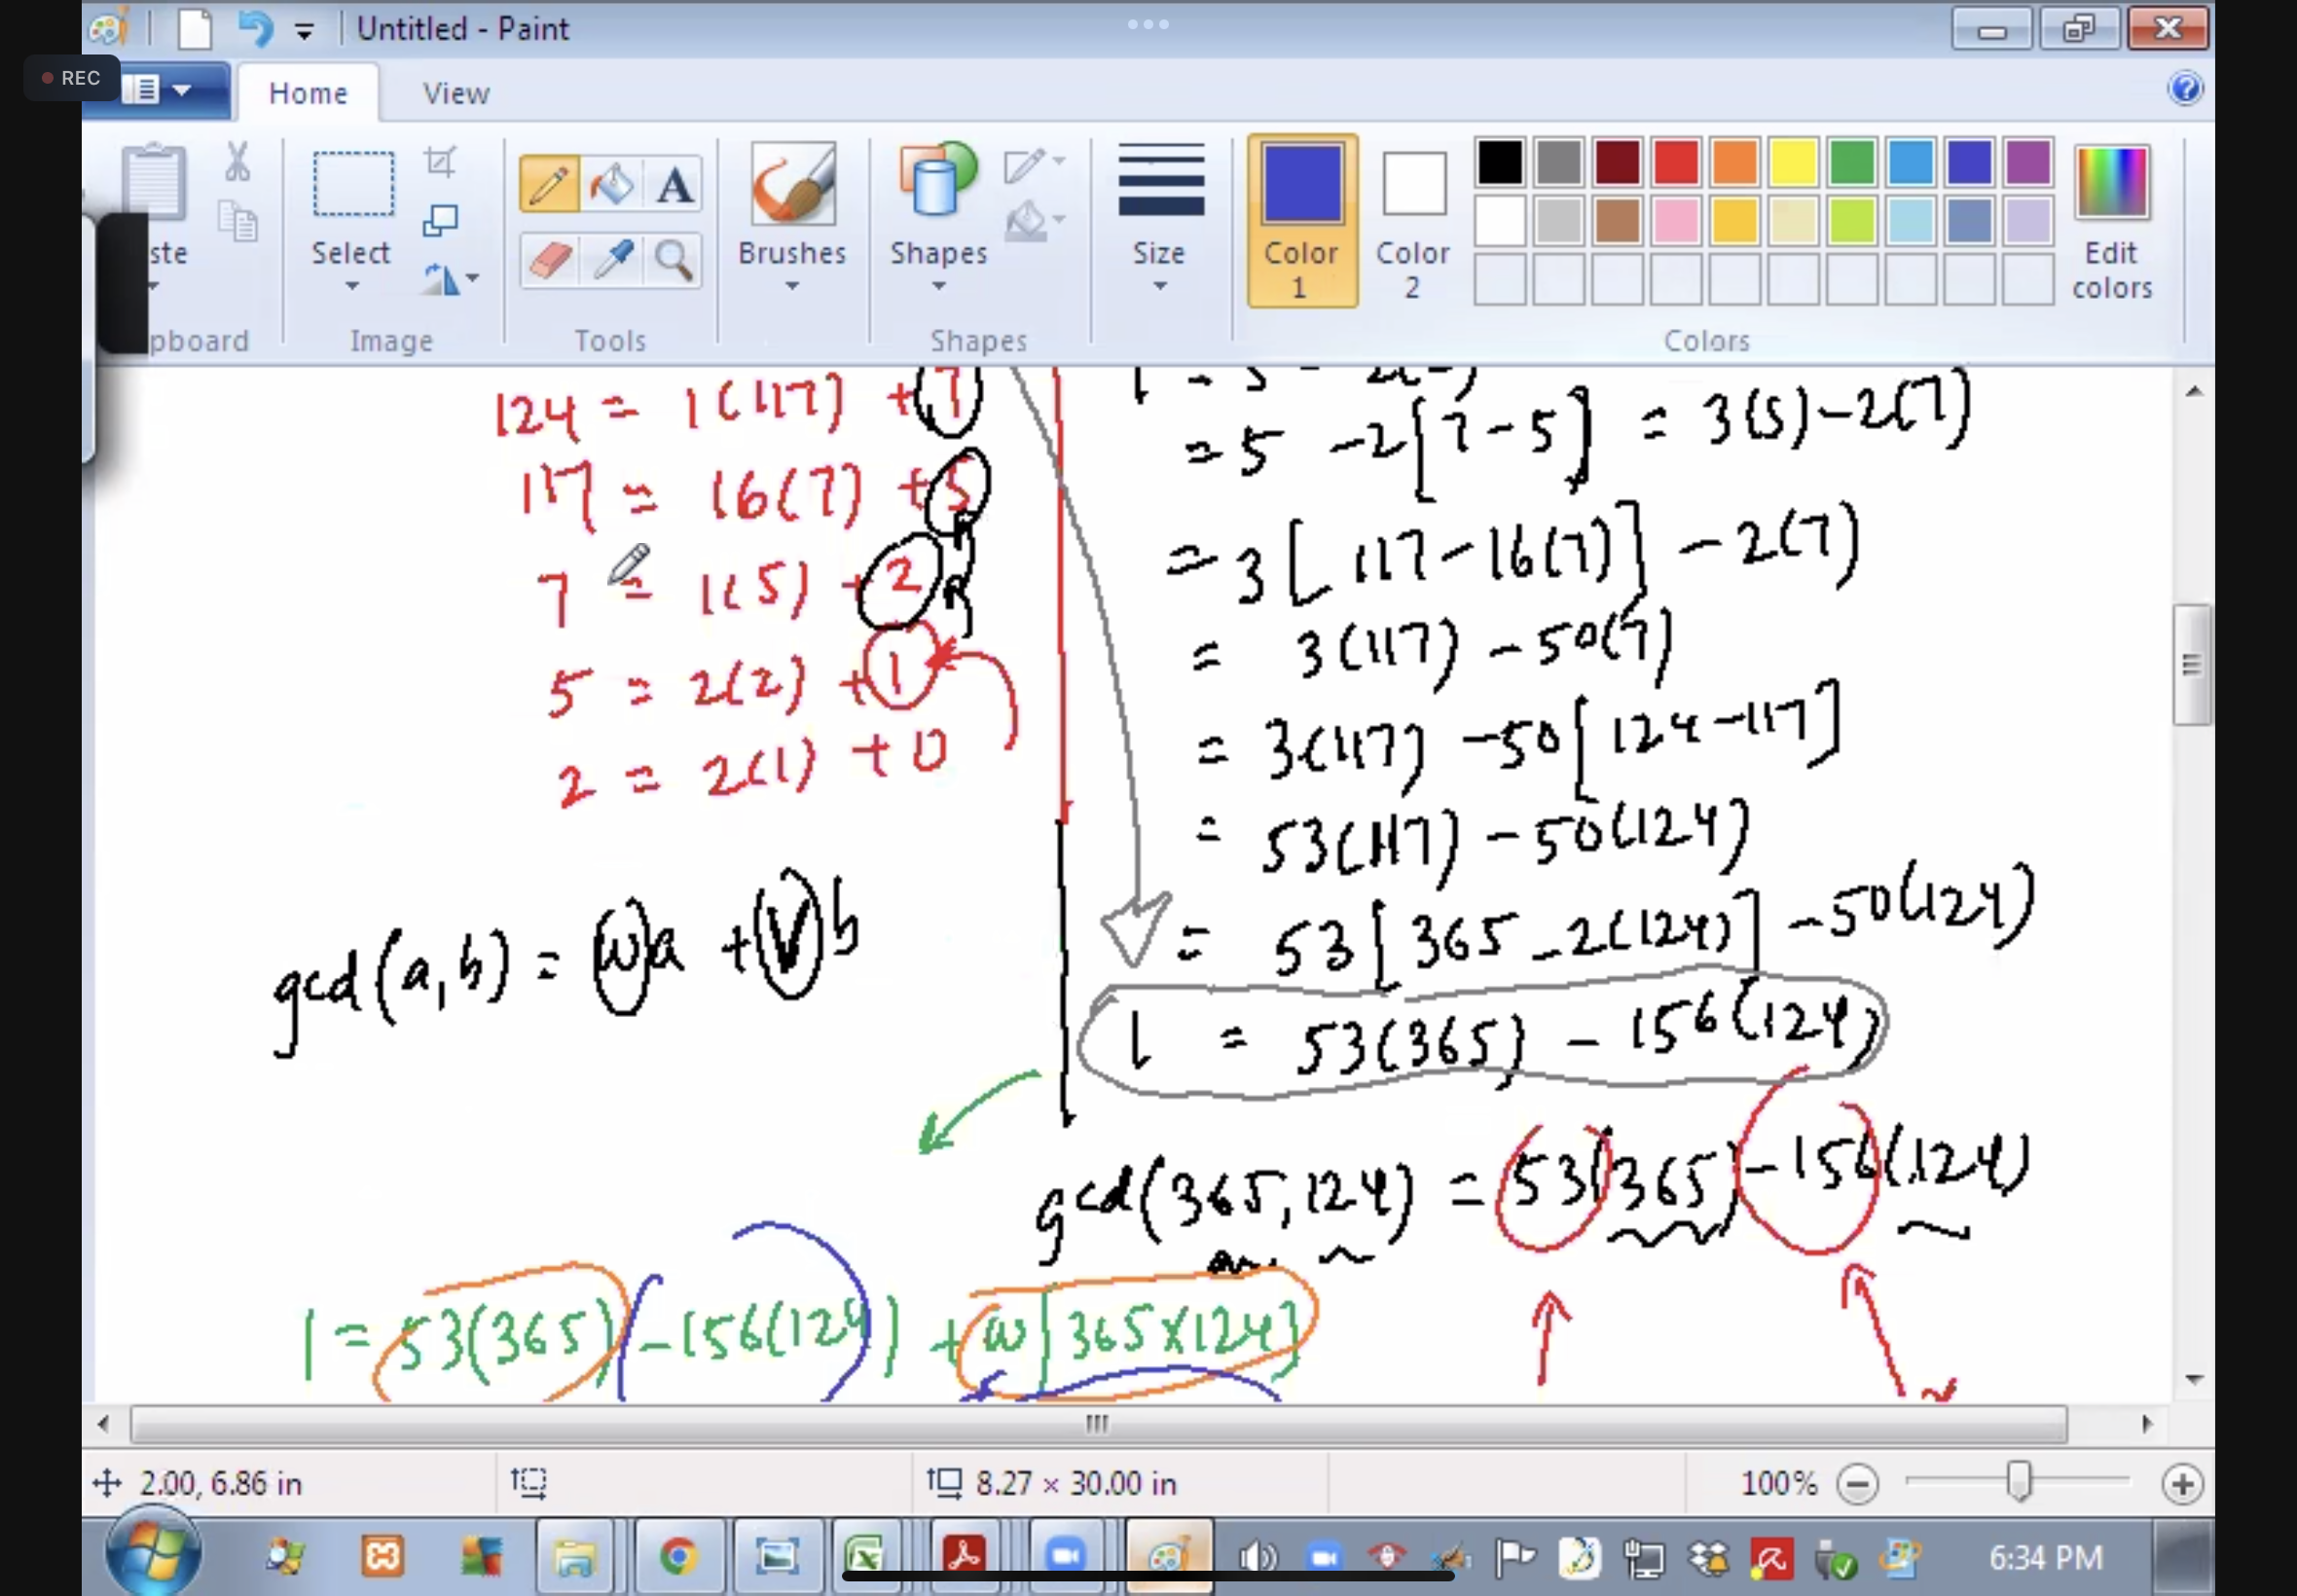 Untitled - Paint
REC
Home View
ste
Select
Brushes
Shapes
Size
Color 1
Color 2
Edit colors
pboard
Image
Tools
Shapes
Colors
124 = 1(117) + 7
117 = 16(7) + 5
7 = 1(5) + 2
5 = 2(2) + 1
2 = 2(1) + 0
gcd(a,b) = wa + Vb
= 5 - 2[7-5] = 3(5) - 2(7)
= 3[117-16(7)] - 2(7)
= 3(117) - 50(7)
= 3(117) - 50[124-117]
= 53(117) - 50(124)
= 53[365 - 2(124)] - 50(124)
1 = 53(365) - 156(124)
gcd(365,124) = 53(365) - 156(124)
1 = 53(365) (-156(124)) + w[365×124]
2.00, 6.86 in
8.27 × 30.00 in
100%
6:34 PM